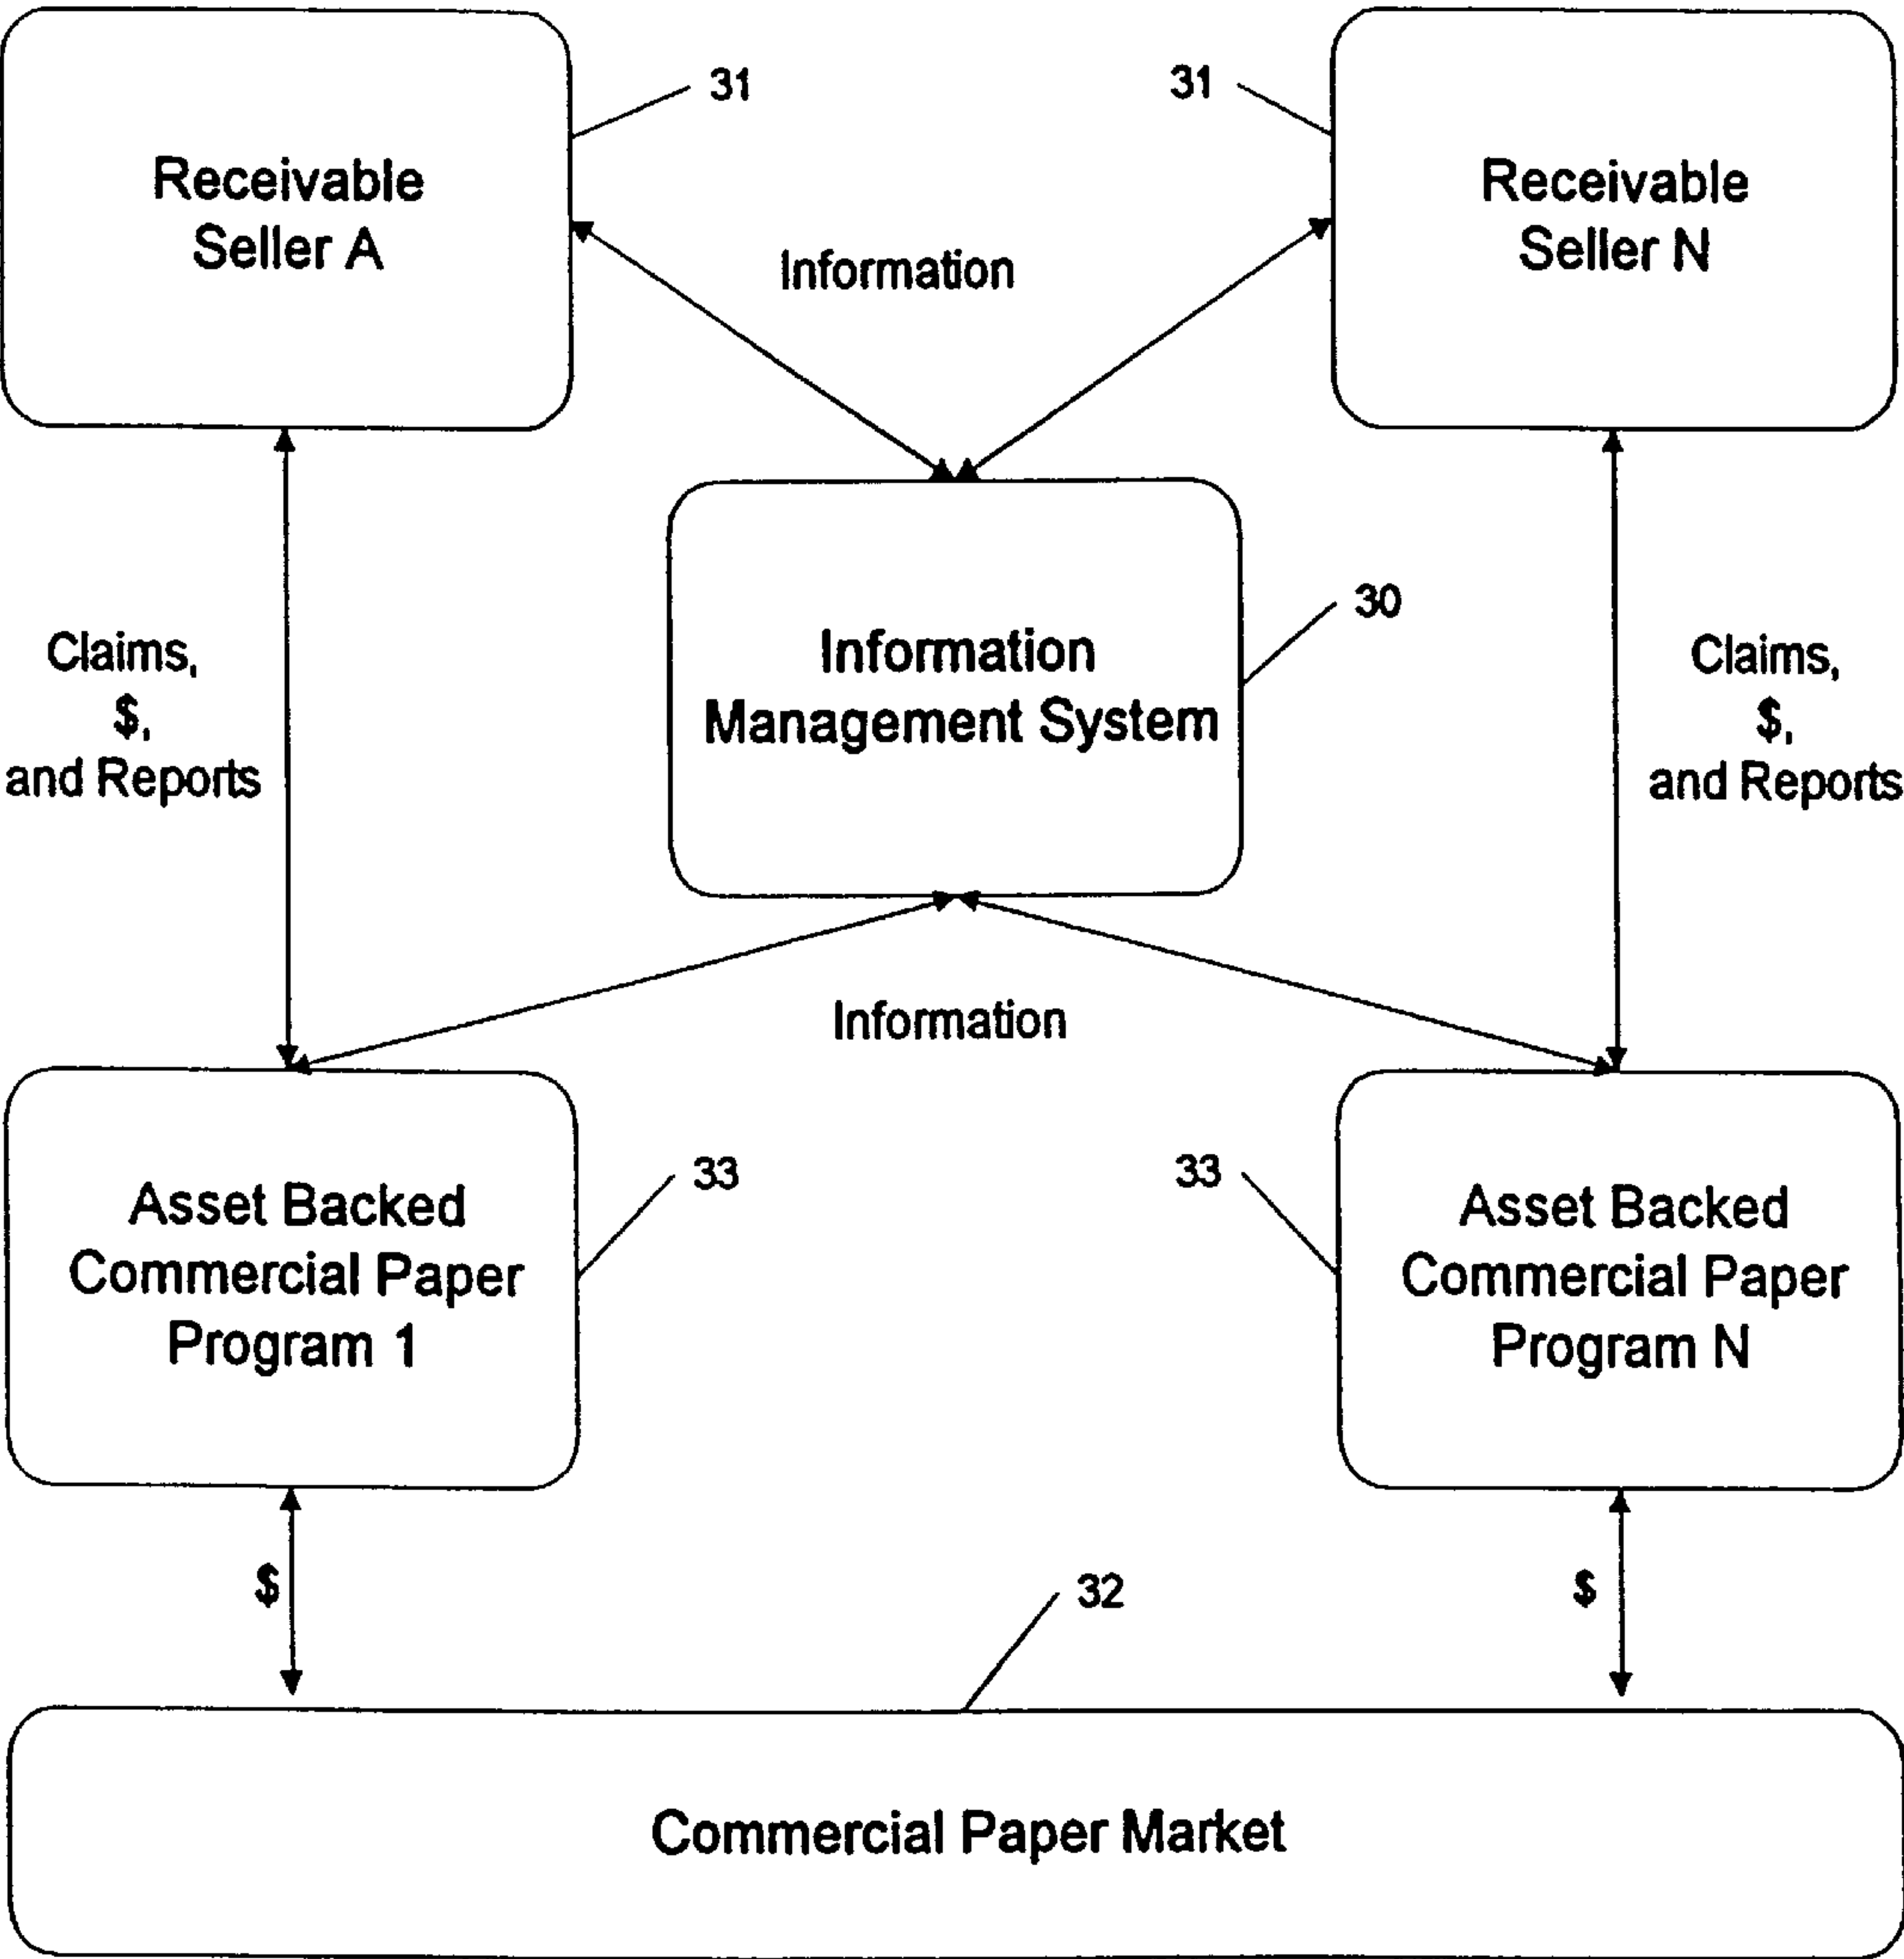 31
31
Receivable
Seller A
Receivable
Seller N
Information
30
Information
Management System
Claims,
$,
and Reports
Claims,
$,
and Reports
Information
33
33
Asset Backed
Commercial Paper
Program 1
Asset Backed
Commercial Paper
Program N
$
$
32
Commercial Paper Market